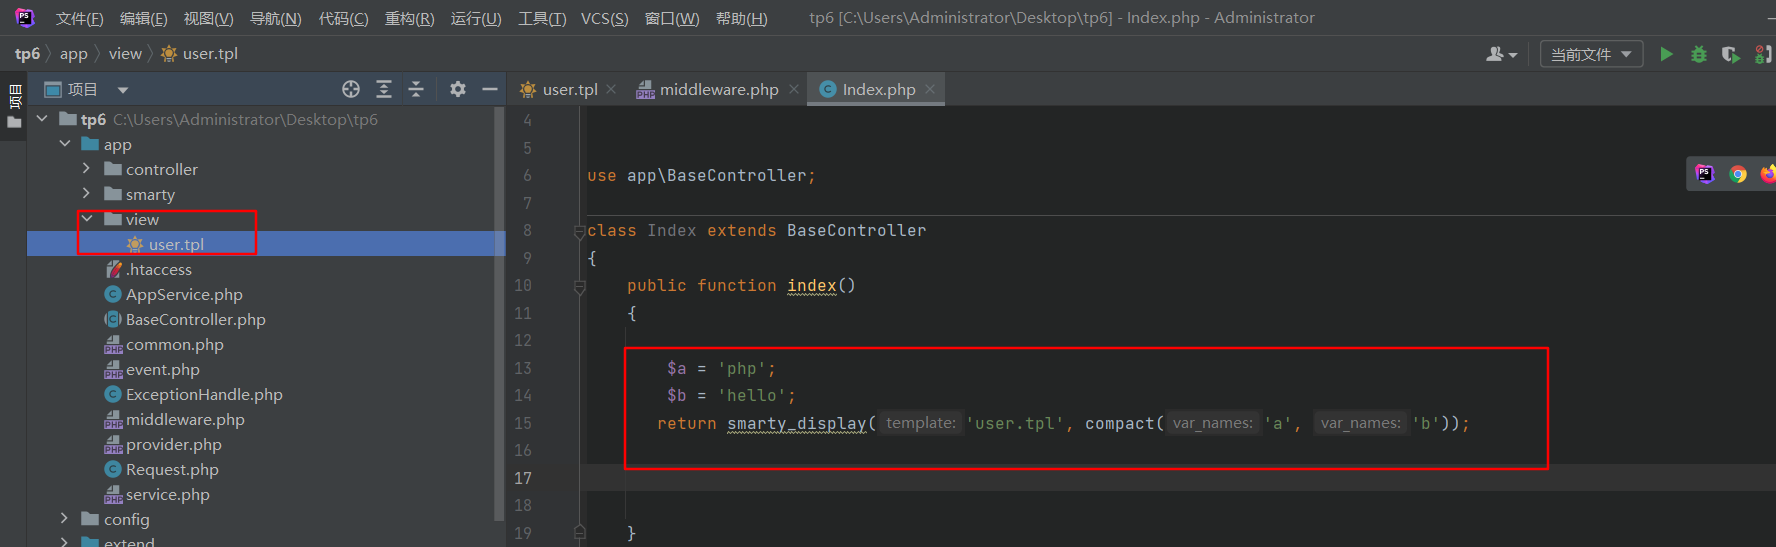 文件(F) 编辑(E) 视图(V) 导航(N) 代码(C) 重构(R) 运行(U) 工具(T) VCS(S) 窗口(W) 帮助(H) tp6 [C:\Users\Administrator\Desktop\tp6] - Index.php - Administrator
tp6 app view user.tpl 当前文件
项目
项目
user.tpl middleware.php Index.php
tp6 C:\Users\Administrator\Desktop\tp6
app
controller
smarty
view
user.tpl
.htaccess
AppService.php
BaseController.php
common.php
event.php
ExceptionHandle.php
middleware.php
provider.php
Request.php
service.php
config
extend
4
5
6 use app\BaseController;
7
8 class Index extends BaseController
9 {
10 public function index()
11 {
12
13 $a = 'php';
14 $b = 'hello';
15 return smarty_display( template: 'user.tpl', compact( var_names: 'a', var_names: 'b'));
16
17
18
19 }